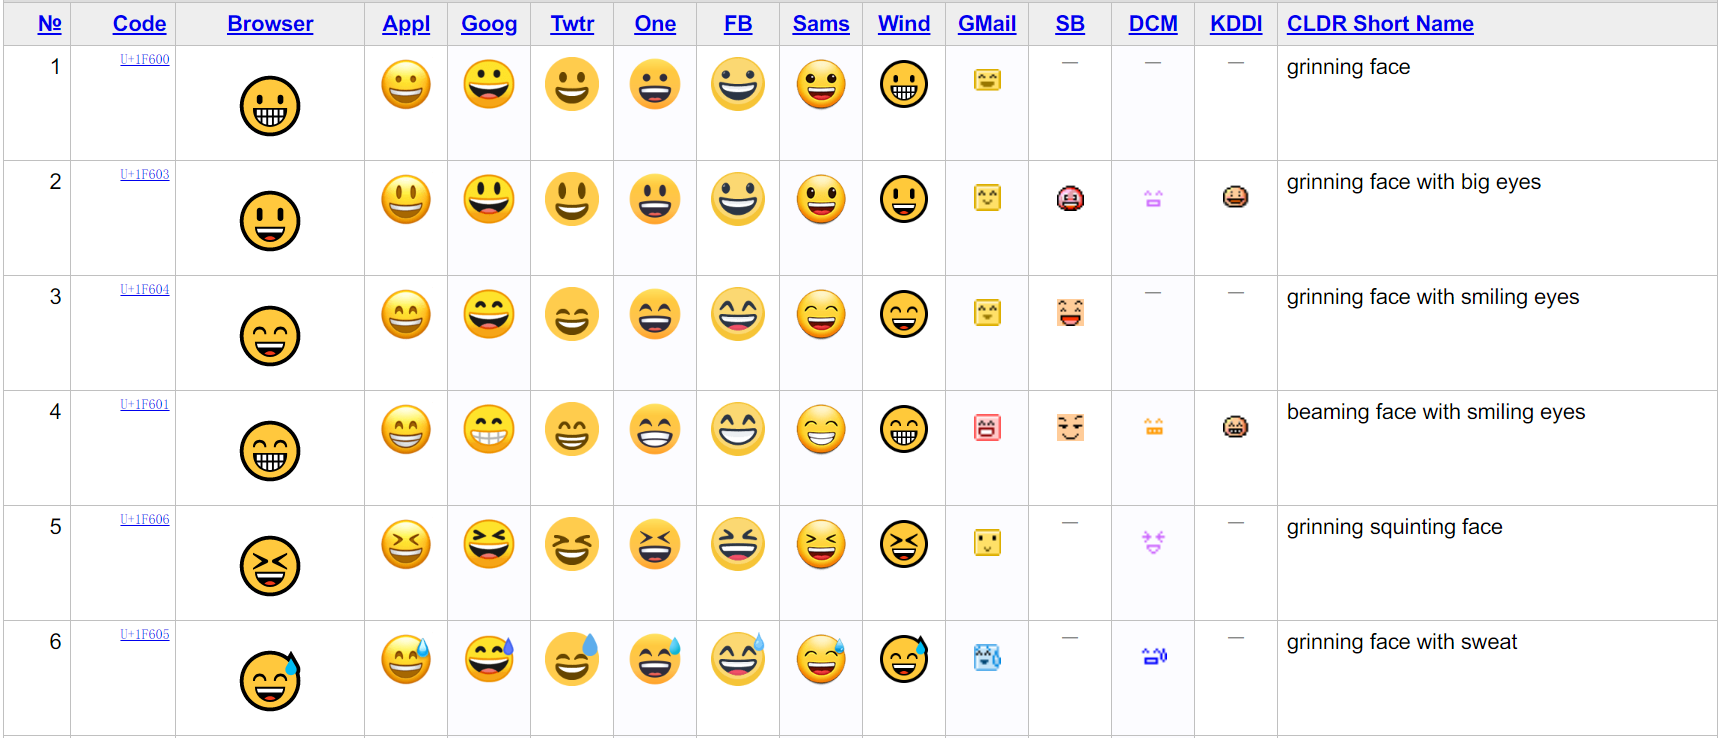 № Code Browser Appl Goog Twtr One FB Sams Wind GMail SB DCM KDDI CLDR Short Name
1 U+1F600 — — — grinning face
2 U+1F603 grinning face with big eyes
3 U+1F604 — — grinning face with smiling eyes
4 U+1F601 beaming face with smiling eyes
5 U+1F606 — — grinning squinting face
6 U+1F605 — — grinning face with sweat